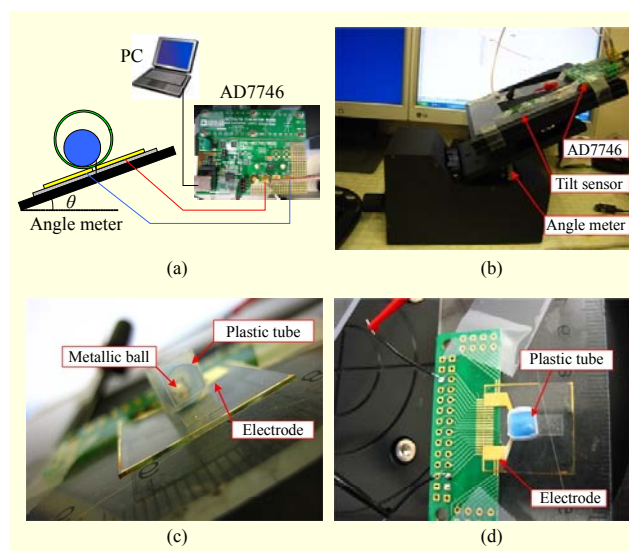 PC
AD7746
θ
Angle meter
(a)
AD7746
Tilt sensor
Angle meter
(b)
Plastic tube
Metallic ball
Electrode
(c)
Plastic tube
Electrode
(d)